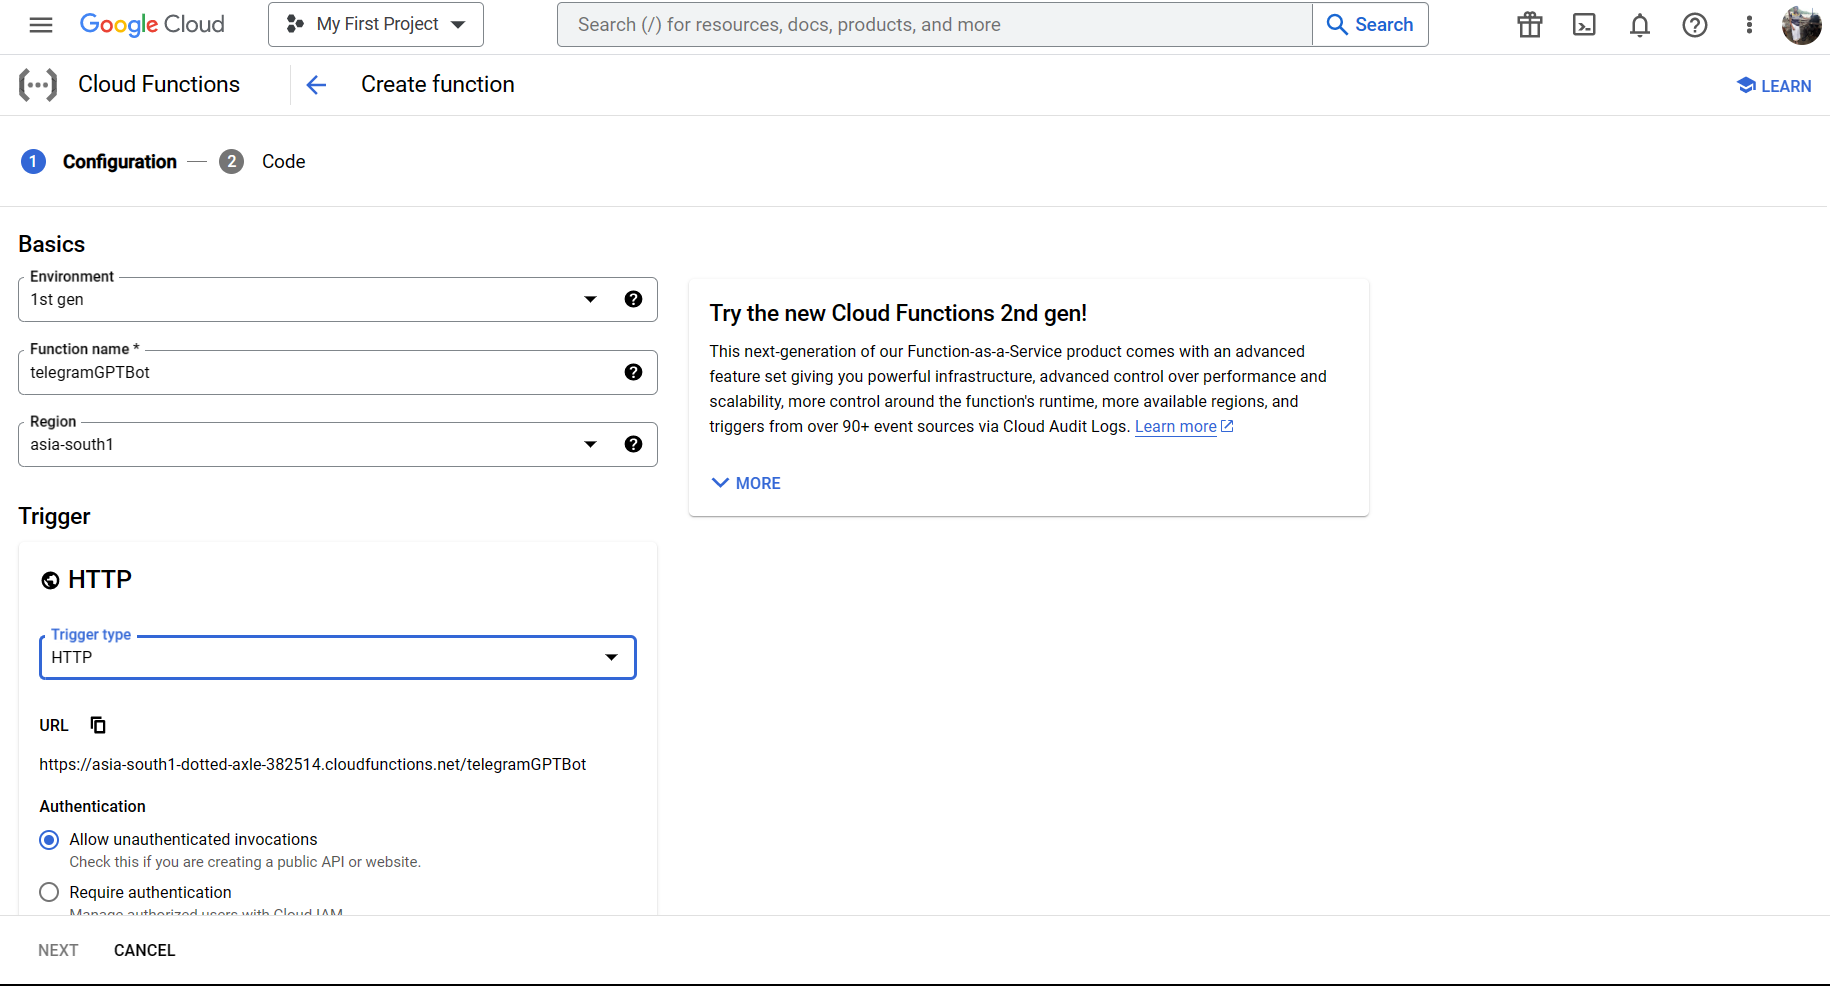 Google Cloud
My First Project
Search (/) for resources, docs, products, and more
Search
Cloud Functions
Create function
LEARN
1 Configuration
2 Code
Basics
Environment
1st gen
Function name *
telegramGPTBot
Region
asia-south1
Try the new Cloud Functions 2nd gen!
This next-generation of our Function-as-a-Service product comes with an advanced
feature set giving you powerful infrastructure, advanced control over performance and
scalability, more control around the function's runtime, more available regions, and
triggers from over 90+ event sources via Cloud Audit Logs. Learn more
MORE
Trigger
HTTP
Trigger type
HTTP
URL
https://asia-south1-dotted-axle-382514.cloudfunctions.net/telegramGPTBot
Authentication
Allow unauthenticated invocations
Check this if you are creating a public API or website.
Require authentication
Manage authorized users with Cloud IAM
NEXT
CANCEL